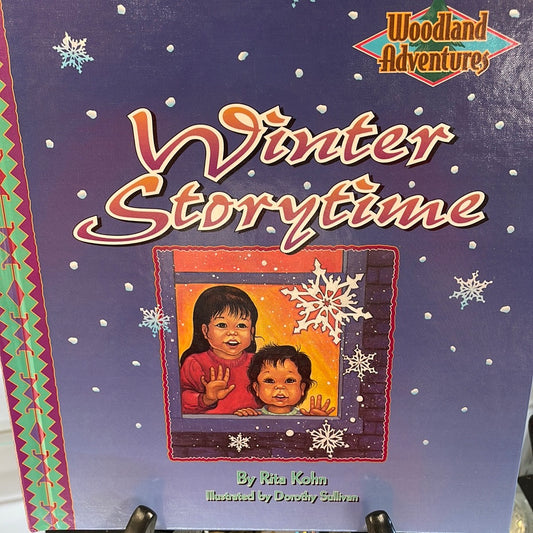 Woodland
Adventures
Winter
Storytime
By Rita Kohn
Illustrated by Dorothy Sullivan